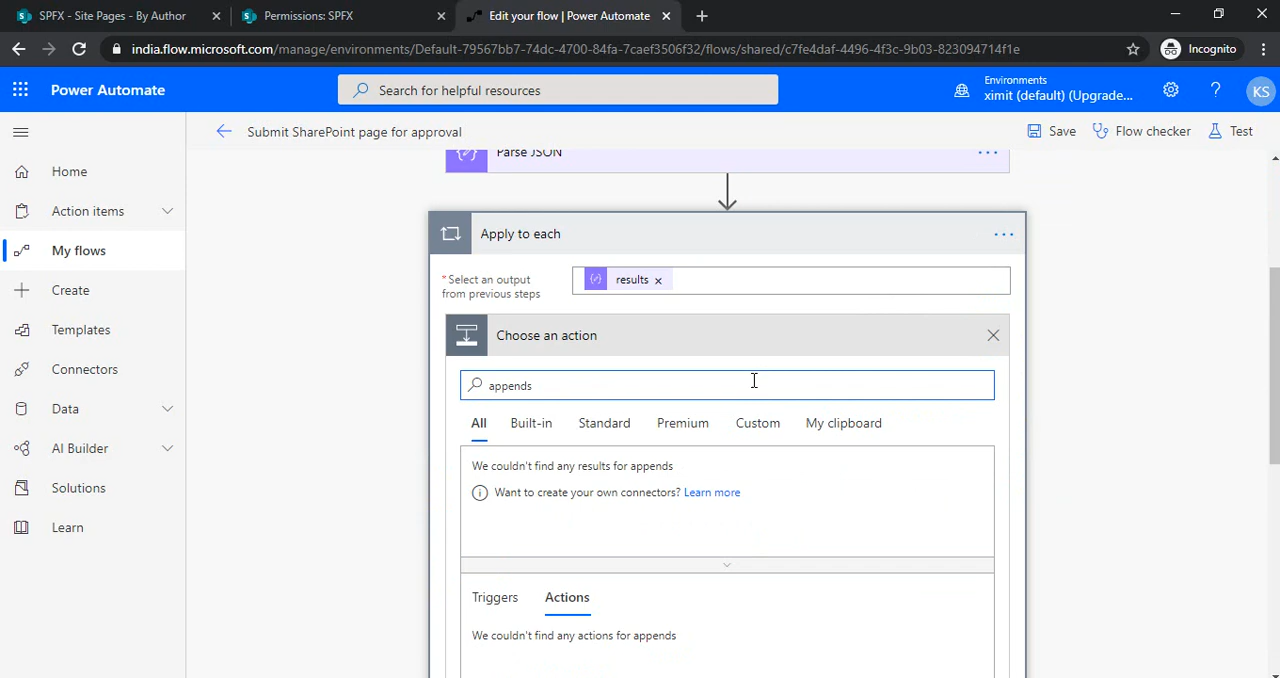 SPFX - Site Pages - By Author
Permissions: SPFX
Edit your flow | Power Automate
india.flow.microsoft.com/manage/environments/Default-79567bb7-74dc-4700-84fa-7caef3506f32/flows/shared/c7fe4daf-4496-4f3c-9b03-823094714f1e
Incognito
Power Automate
Search for helpful resources
Environments
ximit (default) (Upgrade...
?
KS
Submit SharePoint page for approval
Save
Flow checker
Test
Home
Action items
My flows
Create
Templates
Connectors
Data
AI Builder
Solutions
Learn
Parse JSON
Apply to each
*Select an output
from previous steps
results
Choose an action
appends
All
Built-in
Standard
Premium
Custom
My clipboard
We couldn't find any results for appends
Want to create your own connectors? Learn more
Triggers
Actions
We couldn't find any actions for appends